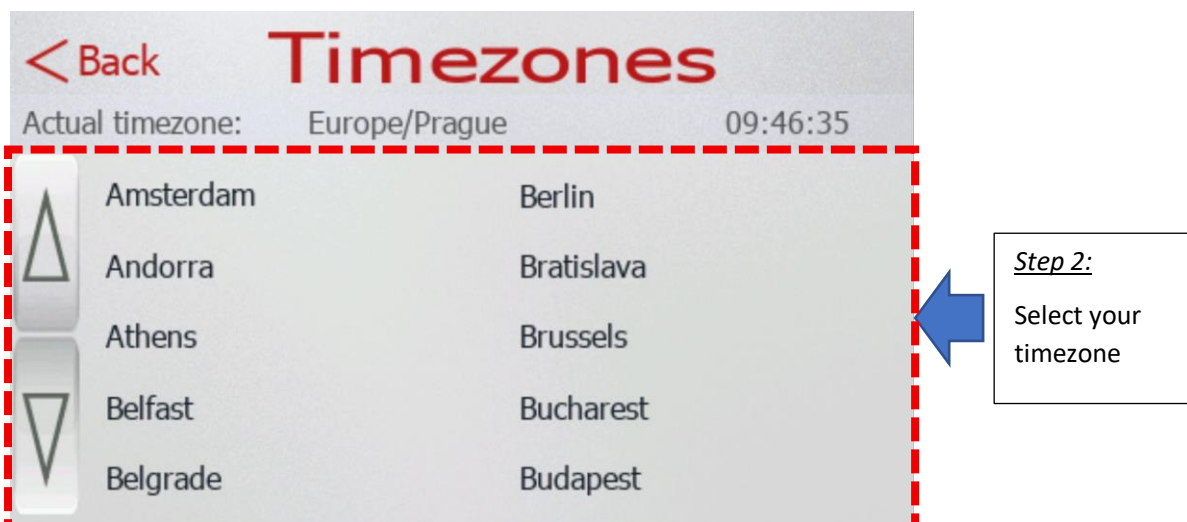 < Back Timezones
Actual timezone: Europe/Prague 09:46:35
Amsterdam Berlin
Andorra Bratislava
Athens Brussels
Belfast Bucharest
Belgrade Budapest
Step 2:
Select your
timezone